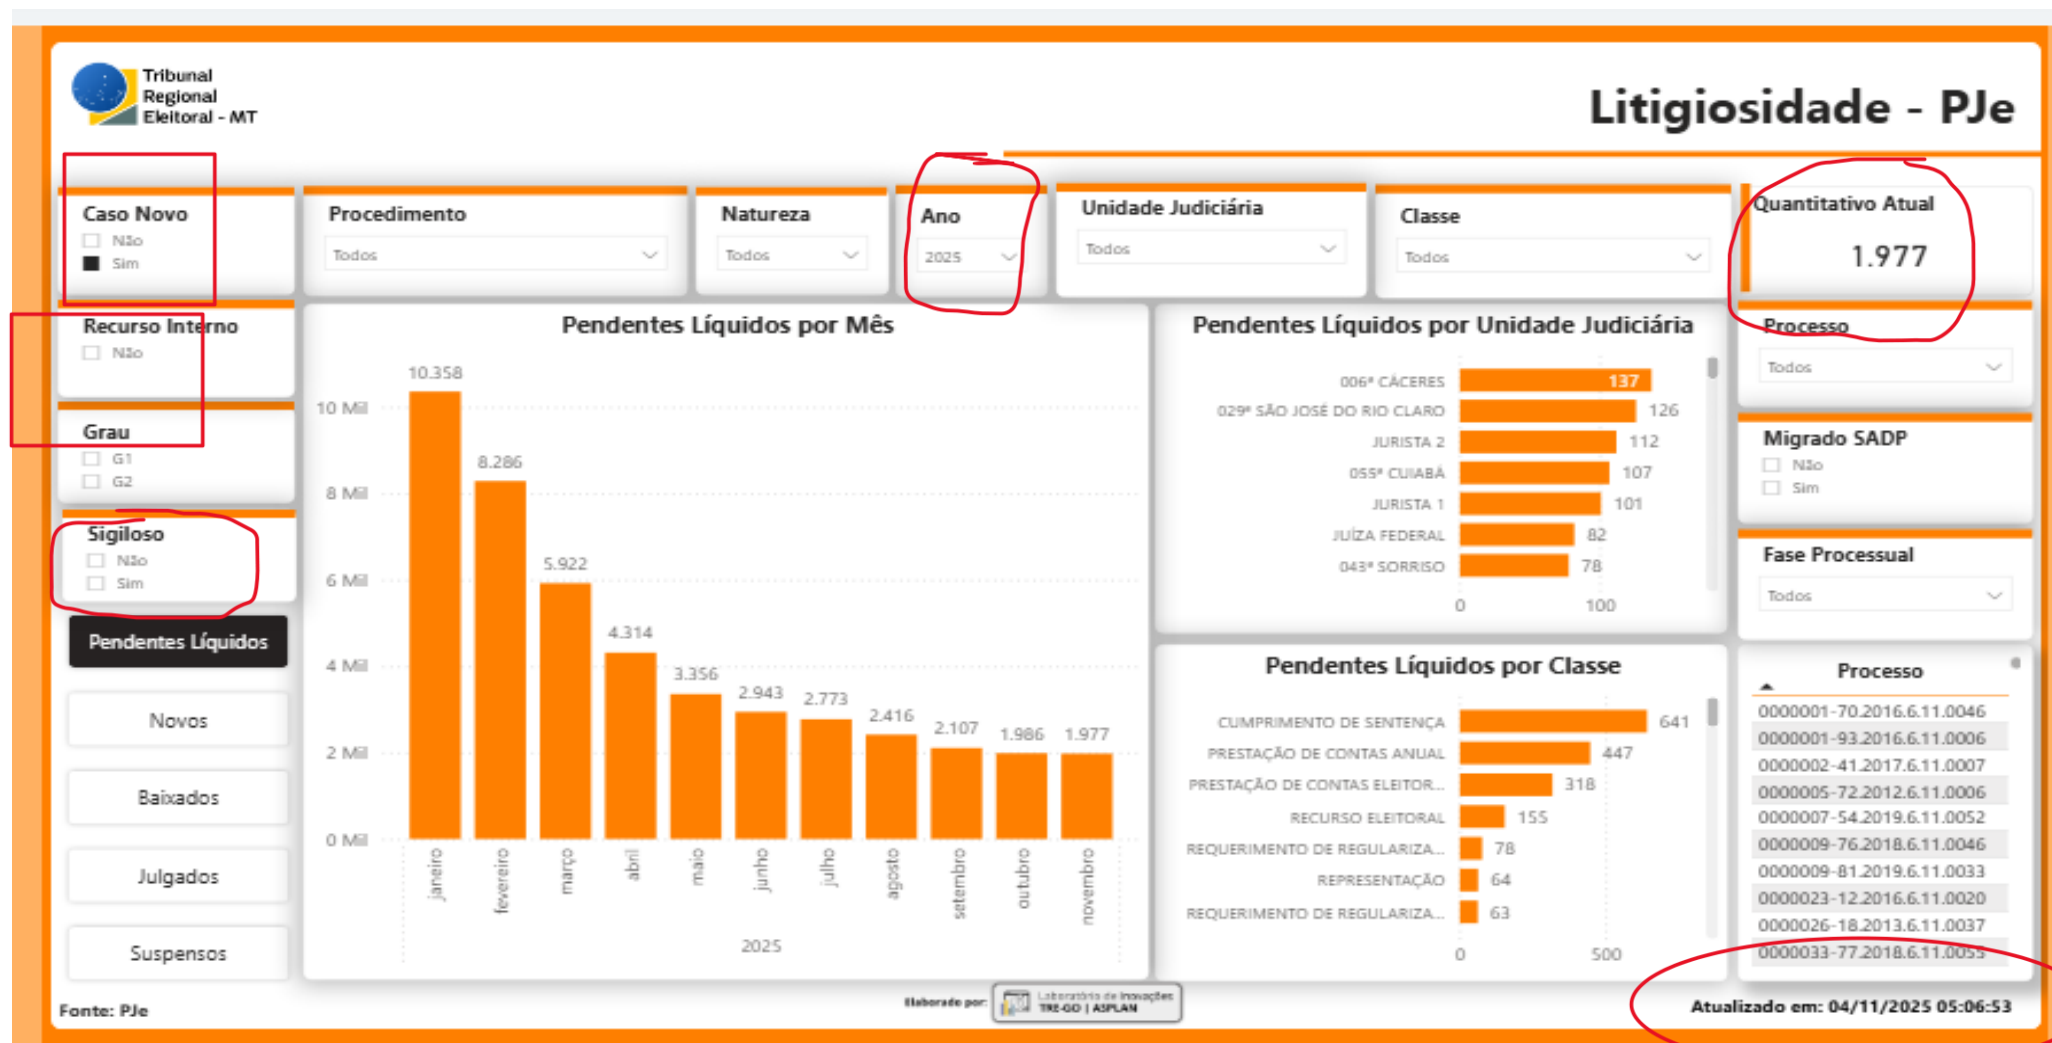 Tribunal
Regional
Eleitoral - MT
Litigiosidade - PJe
Caso Novo
Não
Sim
Procedimento
Todos
Natureza
Todos
Ano
2025
Unidade Judiciária
Todos
Classe
Todos
Quantitativo Atual
1.977
Recurso Interno
Não
Grau
G1
G2
Sigiloso
Não
Sim
Pendentes Líquidos
Novos
Baixados
Julgados
Suspensos
Pendentes Líquidos por Mês
10 Mil
8 Mil
6 Mil
4 Mil
2 Mil
0 Mil
10.358
8.286
5.922
4.314
3.356
2.943
2.773
2.416
2.107
1.986
1.977
janeiro
fevereiro
março
abril
maio
junho
julho
agosto
setembro
outubro
novembro
2025
Pendentes Líquidos por Unidade Judiciária
006ª CÁCERES 137
029ª SÃO JOSÉ DO RIO CLARO 126
JURISTA 2 112
055ª CUIABÁ 107
JURISTA 1 101
JUÍZA FEDERAL 82
043ª SORRISO 78
0 100
Pendentes Líquidos por Classe
CUMPRIMENTO DE SENTENÇA 641
PRESTAÇÃO DE CONTAS ANUAL 447
PRESTAÇÃO DE CONTAS ELEITOR... 318
RECURSO ELEITORAL 155
REQUERIMENTO DE REGULARIZA... 78
REPRESENTAÇÃO 64
REQUERIMENTO DE REGULARIZA... 63
0 500
Processo
Todos
Migrado SADP
Não
Sim
Fase Processual
Todos
Processo
0000001-70.2016.6.11.0046
0000001-93.2016.6.11.0006
0000002-41.2017.6.11.0007
0000005-72.2012.6.11.0006
0000007-54.2019.6.11.0052
0000009-76.2018.6.11.0046
0000009-81.2019.6.11.0033
0000023-12.2016.6.11.0020
0000026-18.2013.6.11.0037
0000033-77.2018.6.11.0055
Fonte: PJe
Elaborado por:
Laboratório de Inovações
TRE-GO | ASPLAN
Atualizado em: 04/11/2025 05:06:53